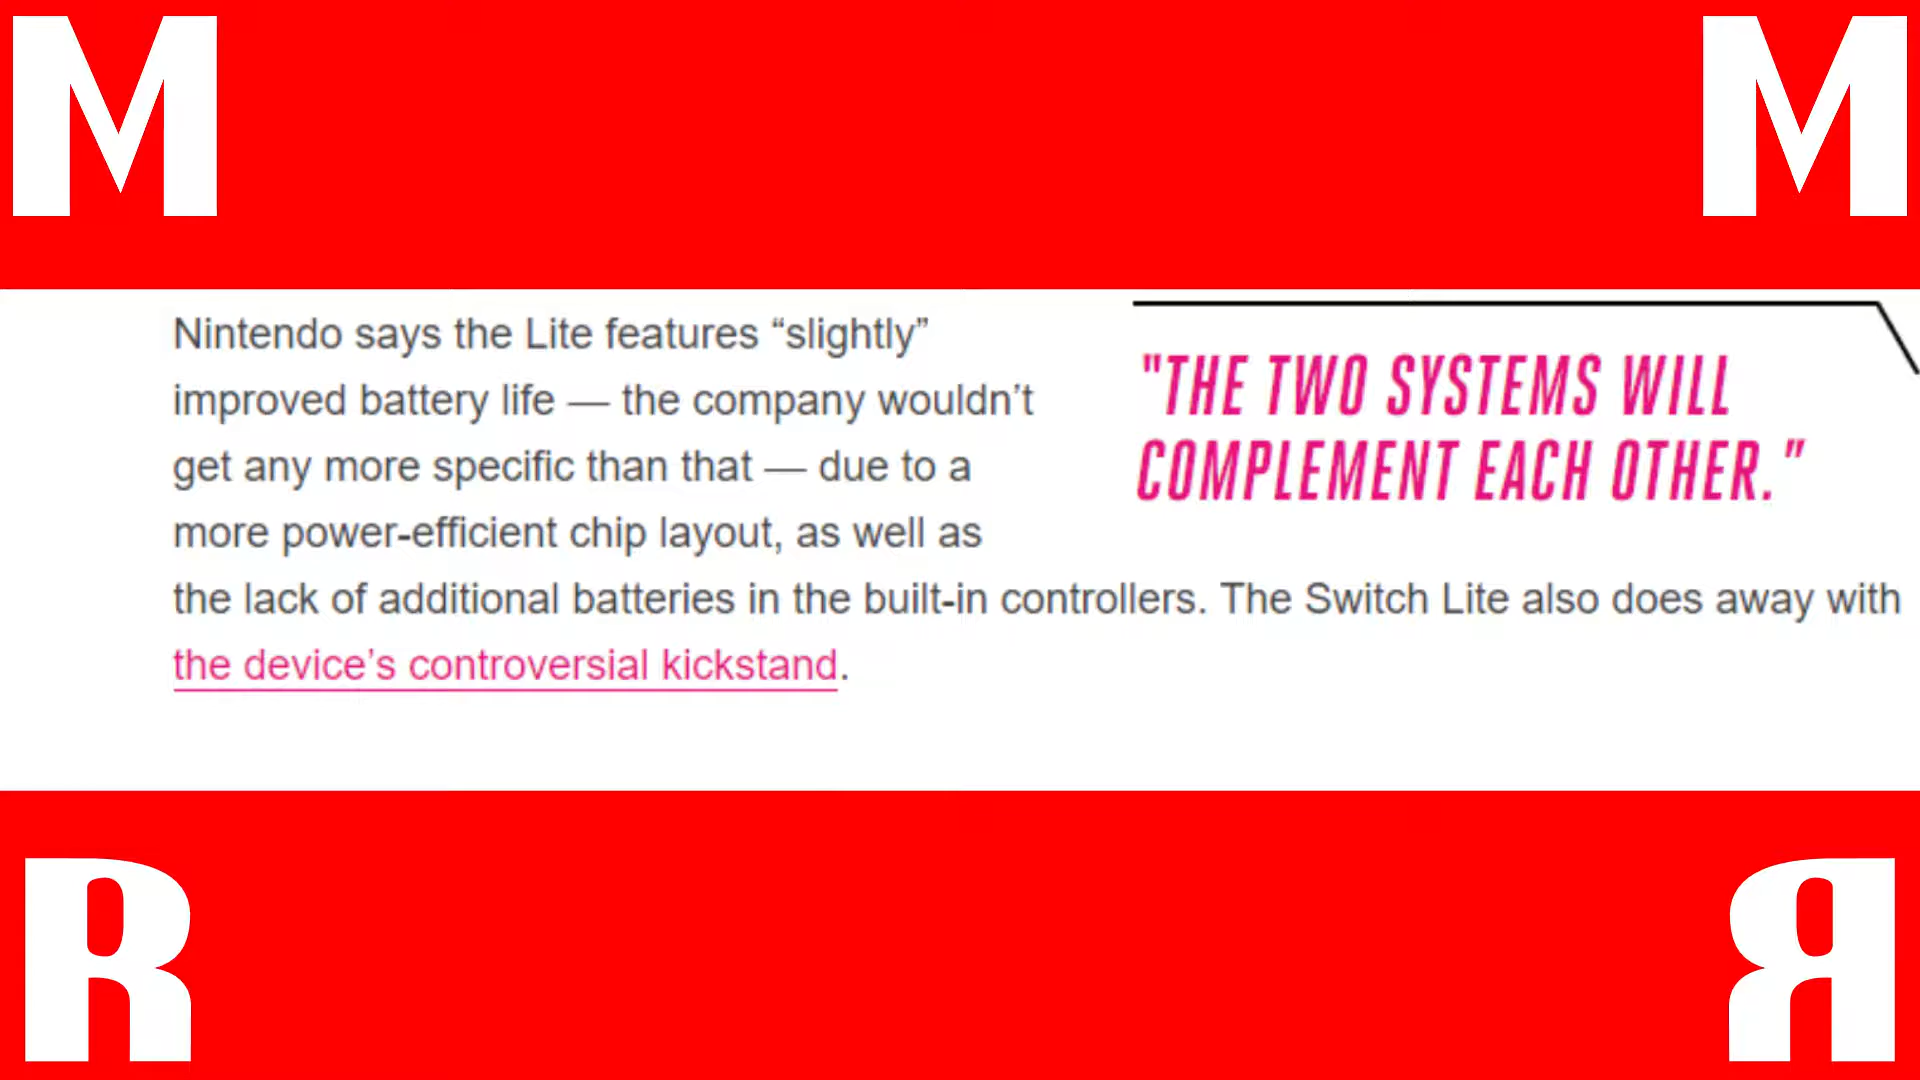 M M
Nintendo says the Lite features “slightly”
improved battery life — the company wouldn’t
get any more specific than that — due to a
more power-efficient chip layout, as well as
the lack of additional batteries in the built-in controllers. The Switch Lite also does away with
the device’s controversial kickstand.
"THE TWO SYSTEMS WILL
COMPLEMENT EACH OTHER."
R R